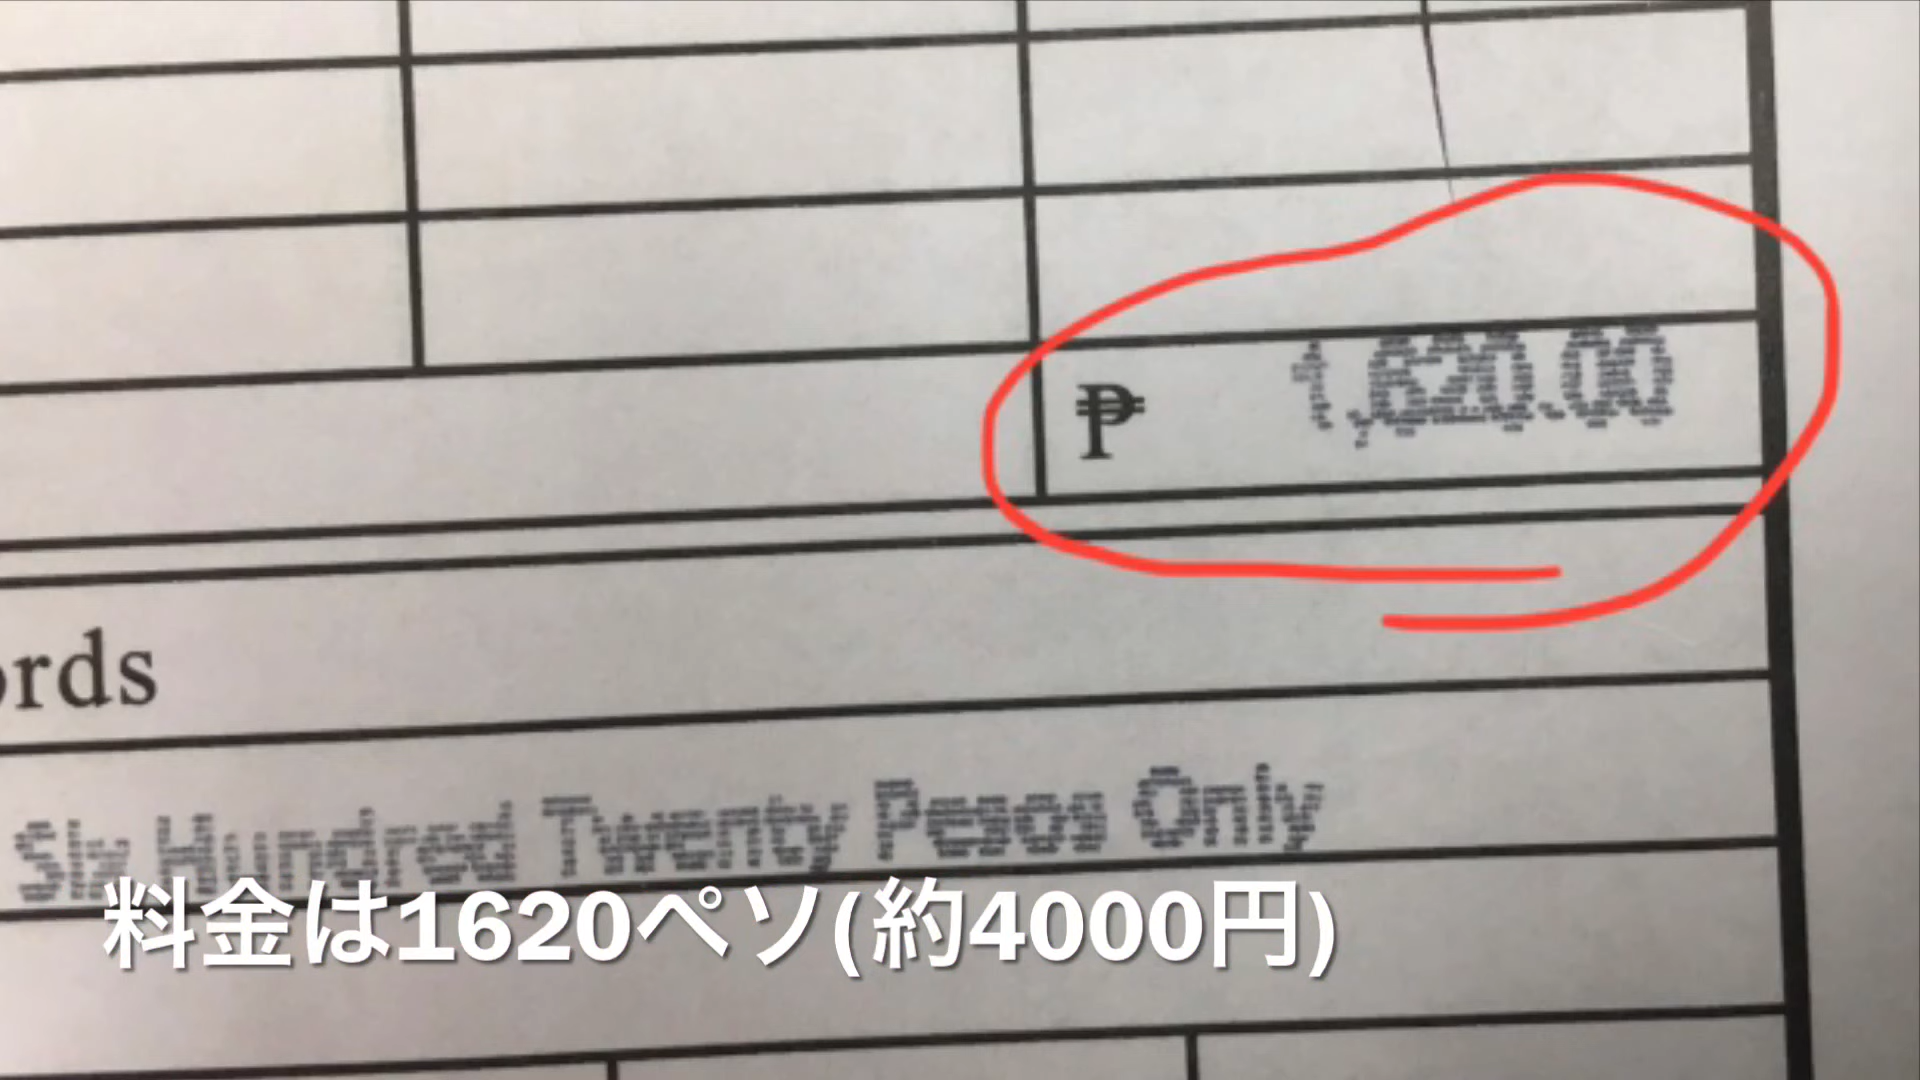 ₱ 1,620.00
ords
Six Hundred Twenty Pesos Only
料金は1620ペソ(約4000円)